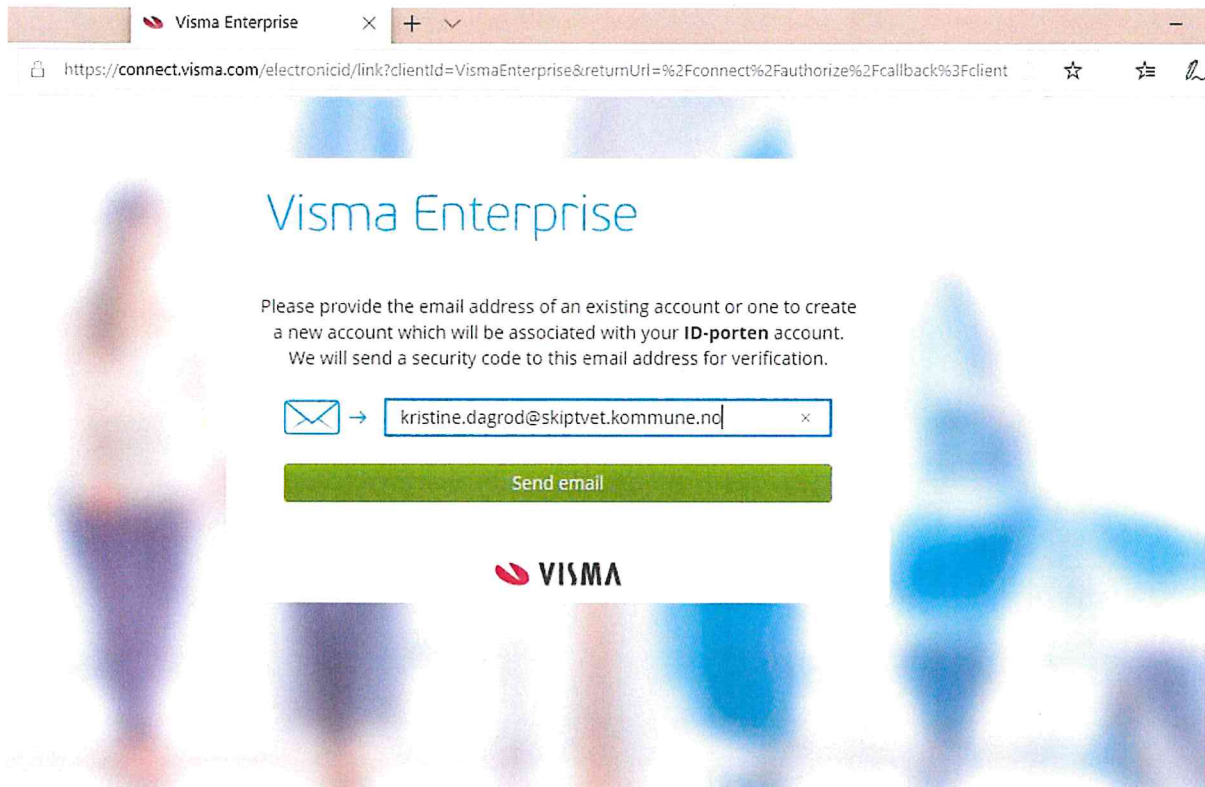 Visma Enterprise
https://connect.visma.com/electronicid/link?clientId=VismaEnterprise&returnUrl=%2Fconnect%2Fauthorize%2Fcallback%3Fclient
Visma Enterprise
Please provide the email address of an existing account or one to create
a new account which will be associated with your ID-porten account.
We will send a security code to this email address for verification.
kristine.dagrod@skiptvet.kommune.no
Send email
VISMA